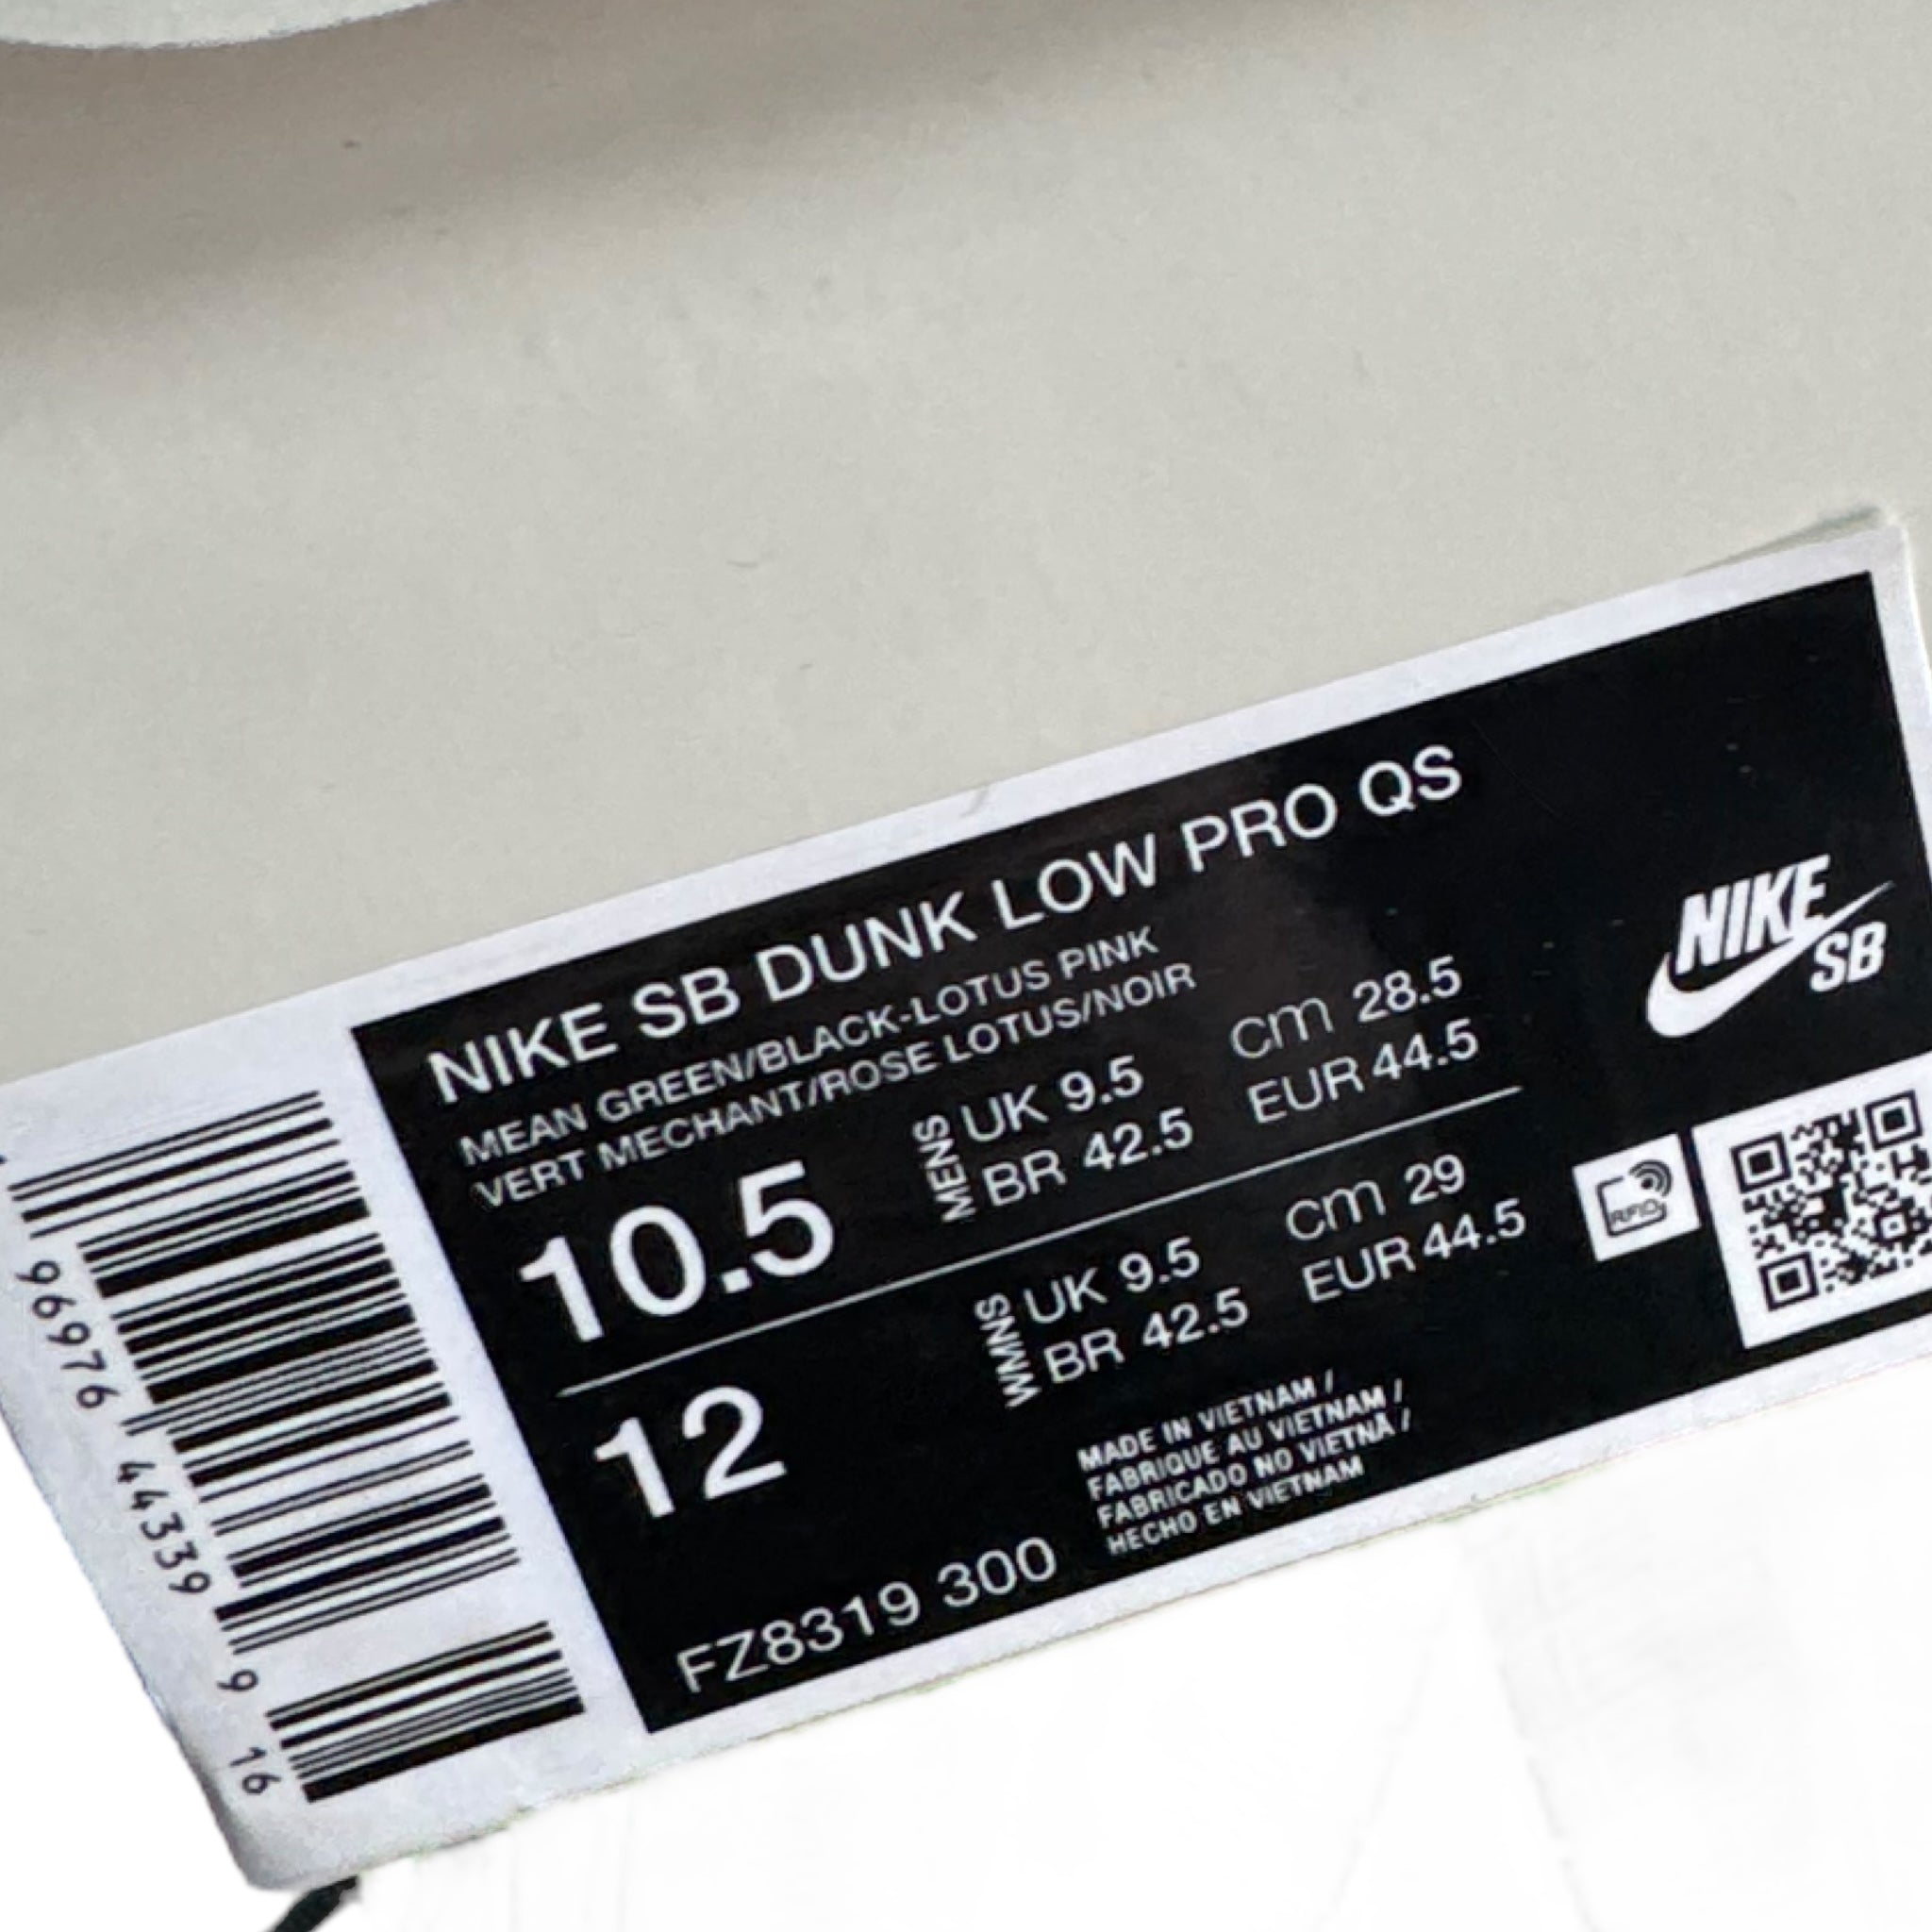 NIKE SB DUNK LOW PRO QS
MEAN GREEN/BLACK-LOTUS PINK
VERT MECHANT/ROSE LOTUS/NOIR
10.5
MENS
UK 9.5
cm 28.5
BR 42.5
EUR 44.5
12
WMNS
UK 9.5
cm 29
BR 42.5
EUR 44.5
FZ8319 300
MADE IN VIETNAM /
FABRIQUE AU VIETNAM /
FABRICADO NO VIETNÃ /
HECHO EN VIETNAM
NIKE
SB
RFID
96976 44339 9 16